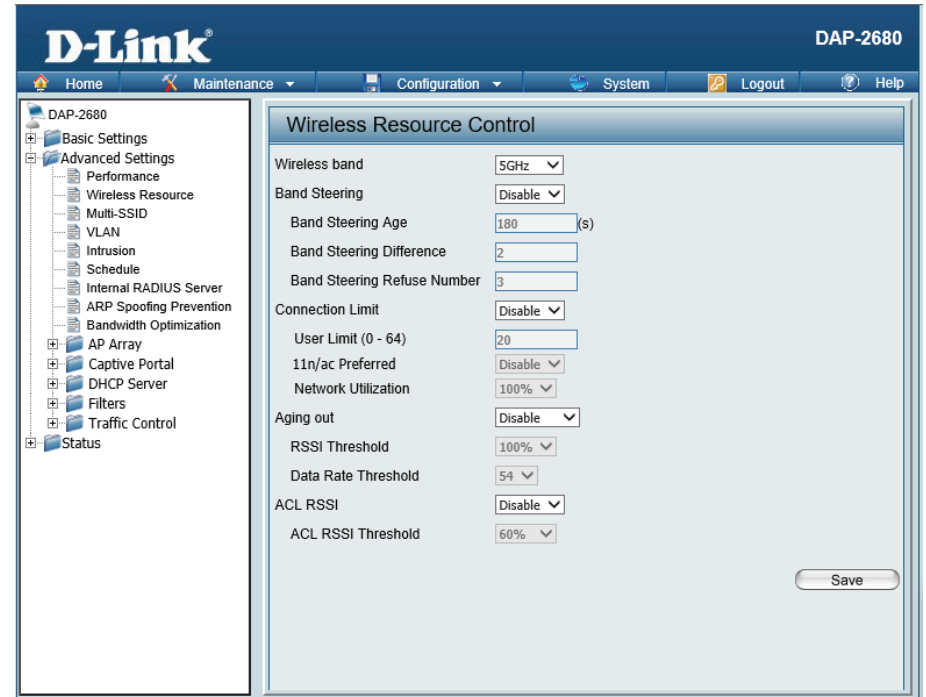 D-Link®
DAP-2680
Home Maintenance Configuration System Logout Help
DAP-2680
Basic Settings
Advanced Settings
Performance
Wireless Resource
Multi-SSID
VLAN
Intrusion
Schedule
Internal RADIUS Server
ARP Spoofing Prevention
Bandwidth Optimization
AP Array
Captive Portal
DHCP Server
Filters
Traffic Control
Status
Wireless Resource Control
Wireless band 5GHz
Band Steering Disable
Band Steering Age 180 (s)
Band Steering Difference 2
Band Steering Refuse Number 3
Connection Limit Disable
User Limit (0 - 64) 20
11n/ac Preferred Disable
Network Utilization 100%
Aging out Disable
RSSI Threshold 100%
Data Rate Threshold 54
ACL RSSI Disable
ACL RSSI Threshold 60%
Save